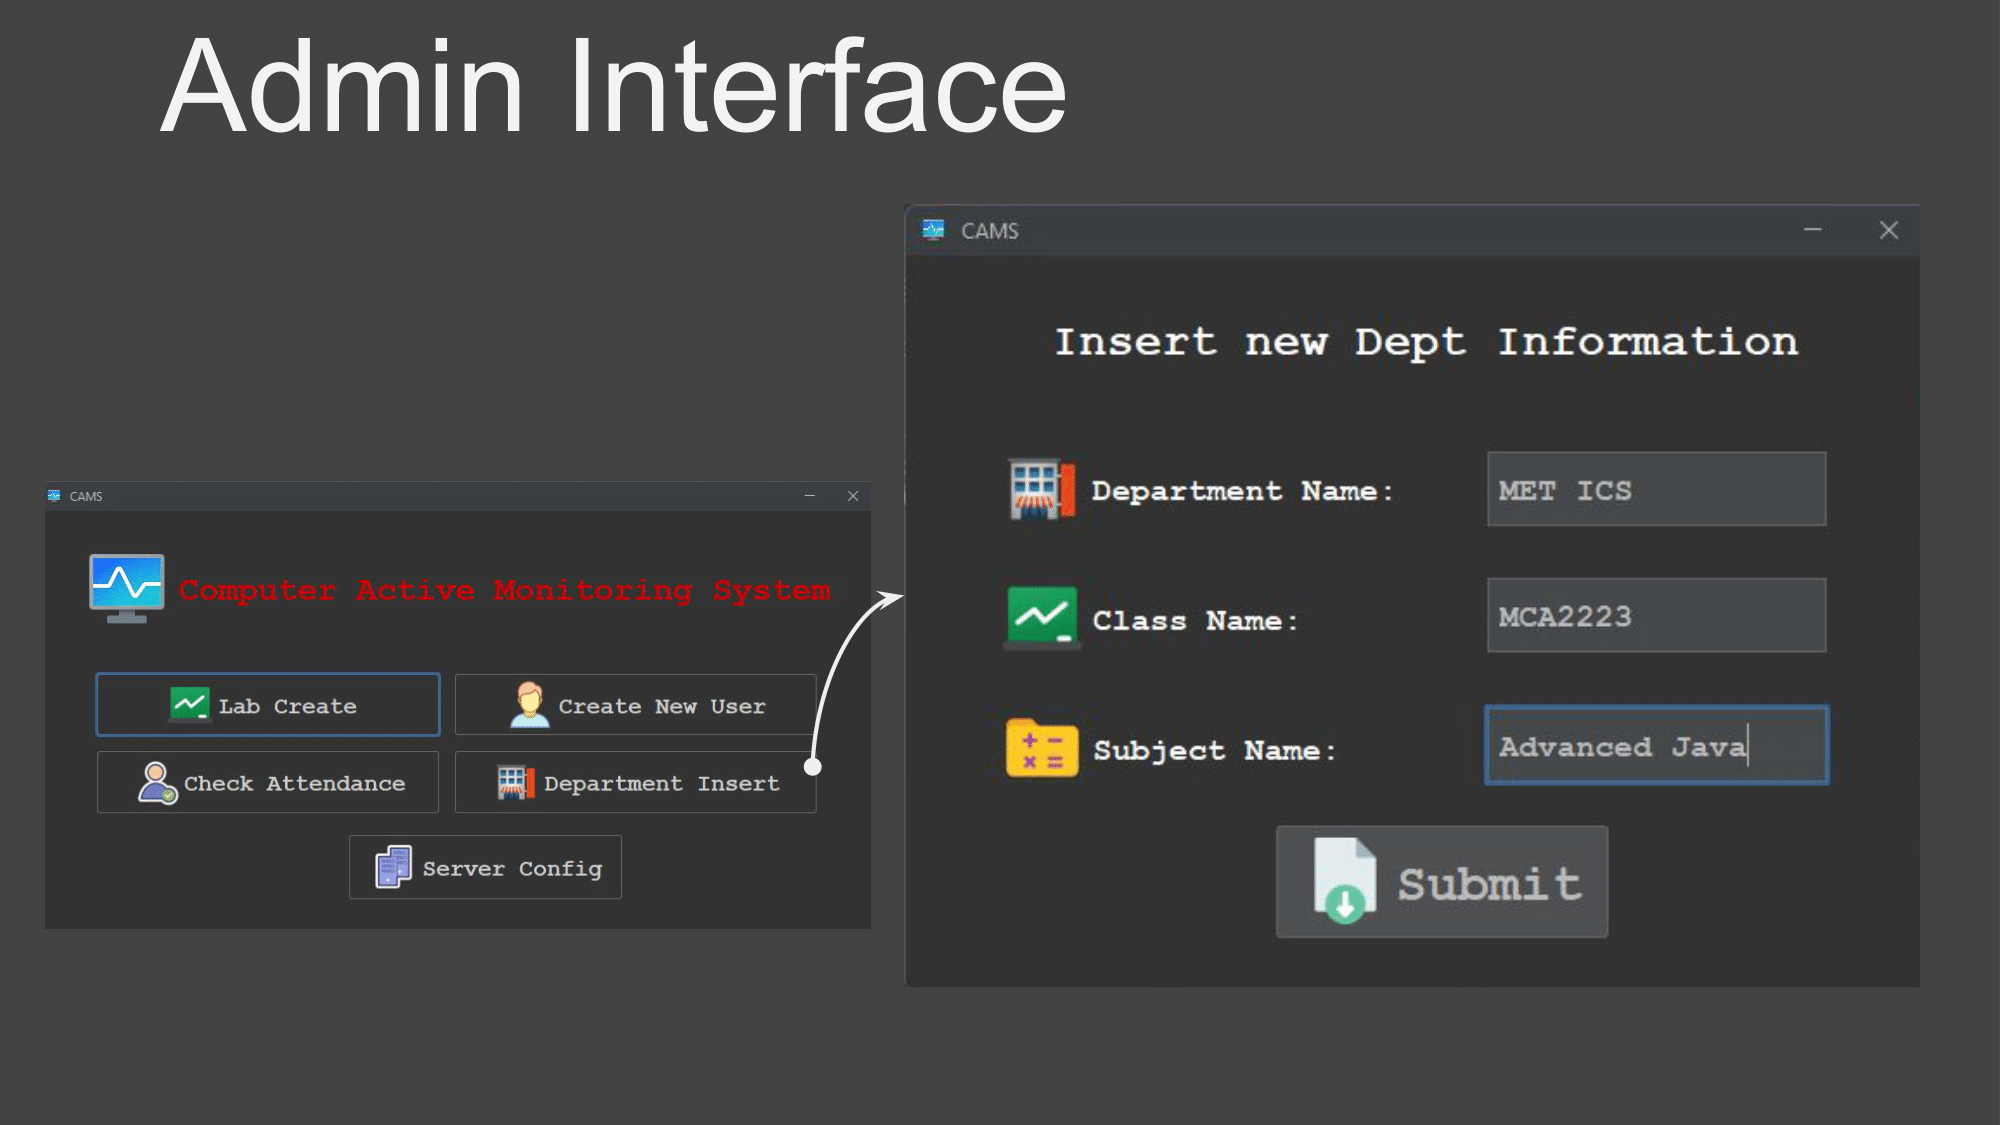 Admin Interface
CAMS
Computer Active Monitoring System
Lab Create
Create New User
Check Attendance
Department Insert
Server Config
CAMS
Insert new Dept Information
Department Name:
MET ICS
Class Name:
MCA2223
Subject Name:
Advanced Java
Submit